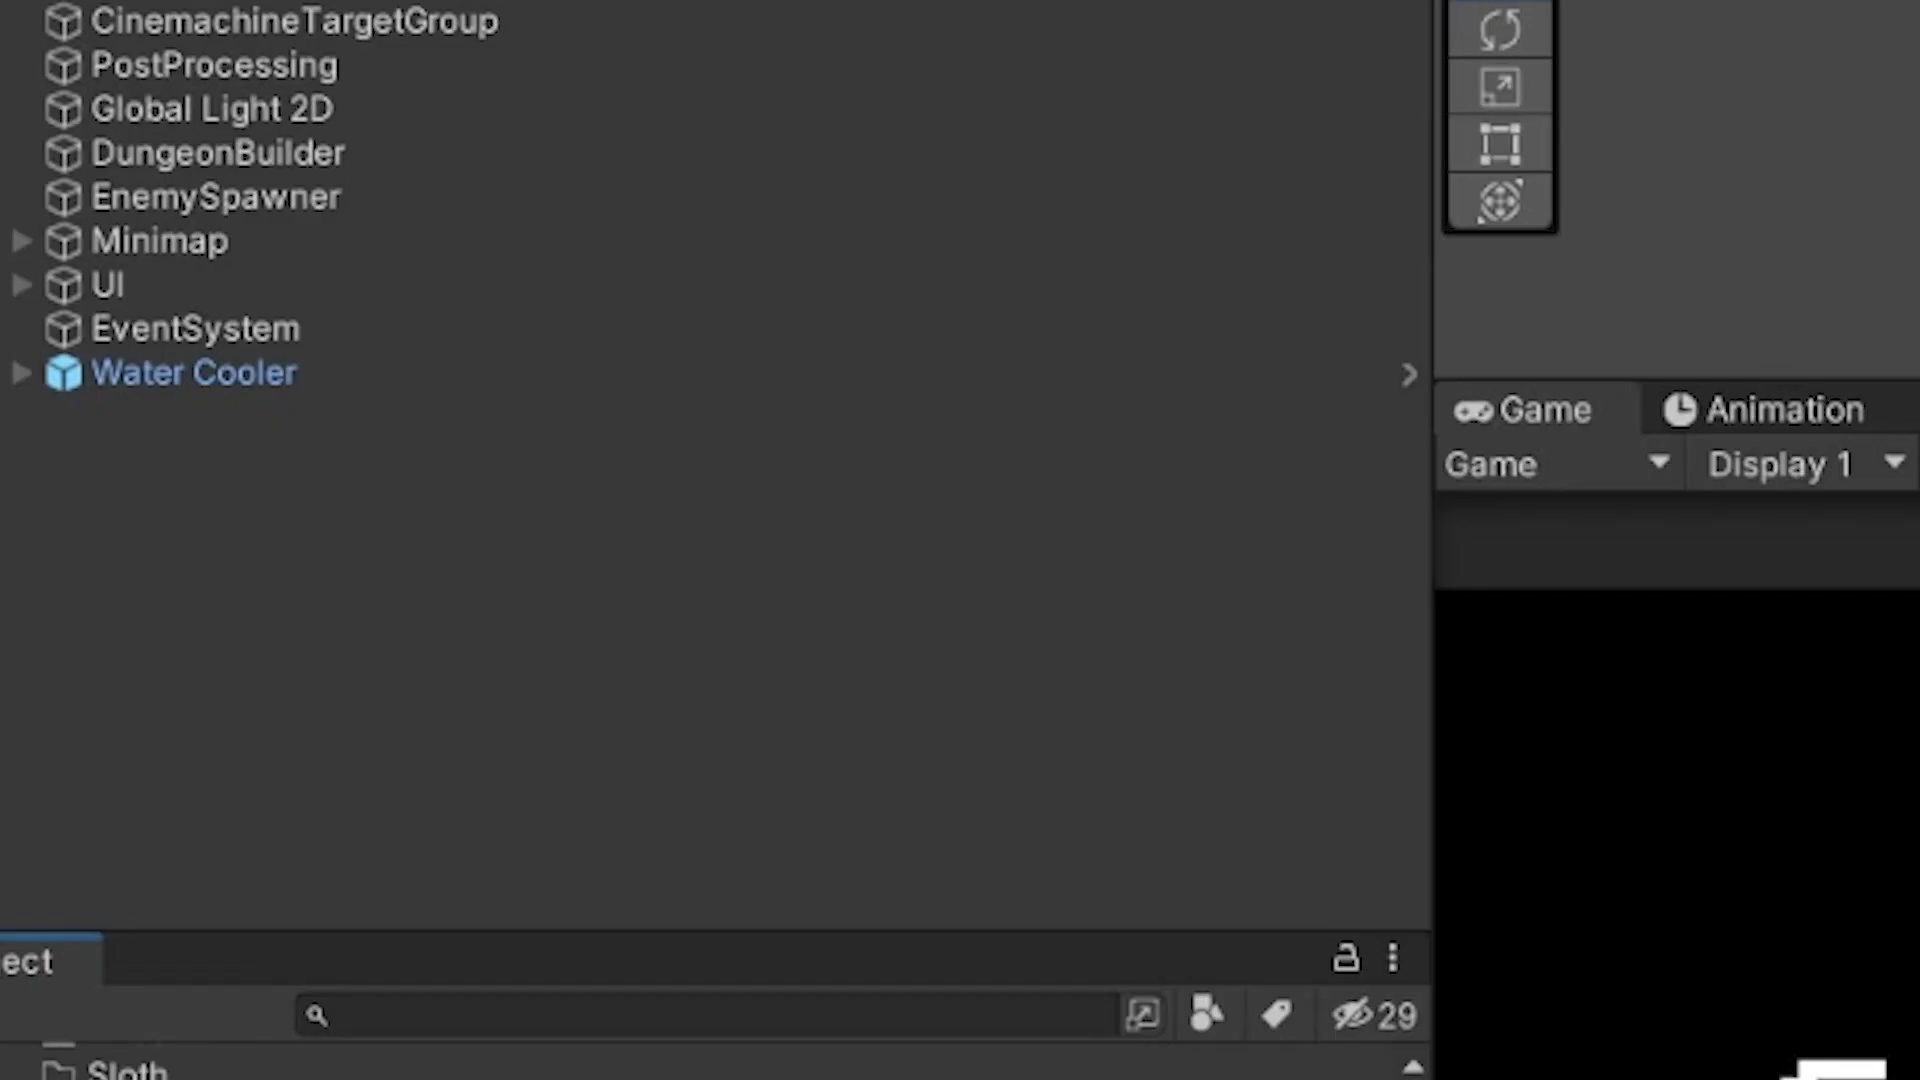 CinemachineTargetGroup
PostProcessing
Global Light 2D
DungeonBuilder
EnemySpawner
Minimap
UI
EventSystem
Water Cooler
Game
Animation
Game
Display 1
ect
29
Sloth